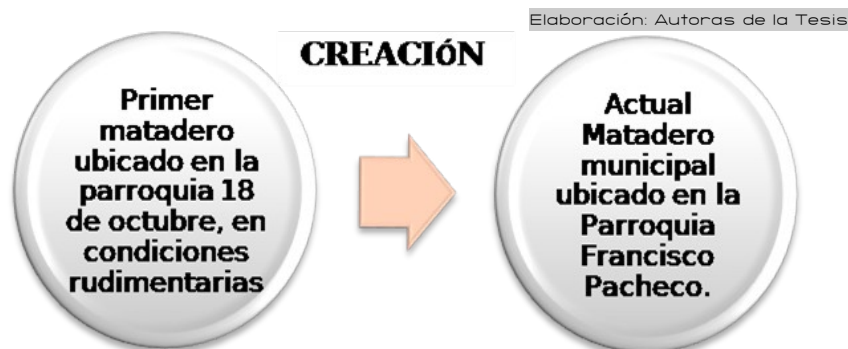 Elaboración: Autoras de la Tesis
CREACIÓN
Primer
matadero
ubicado en la
parroquia 18
de octubre, en
condiciones
rudimentarias
Actual
Matadero
municipal
ubicado en la
Parroquia
Francisco
Pacheco.